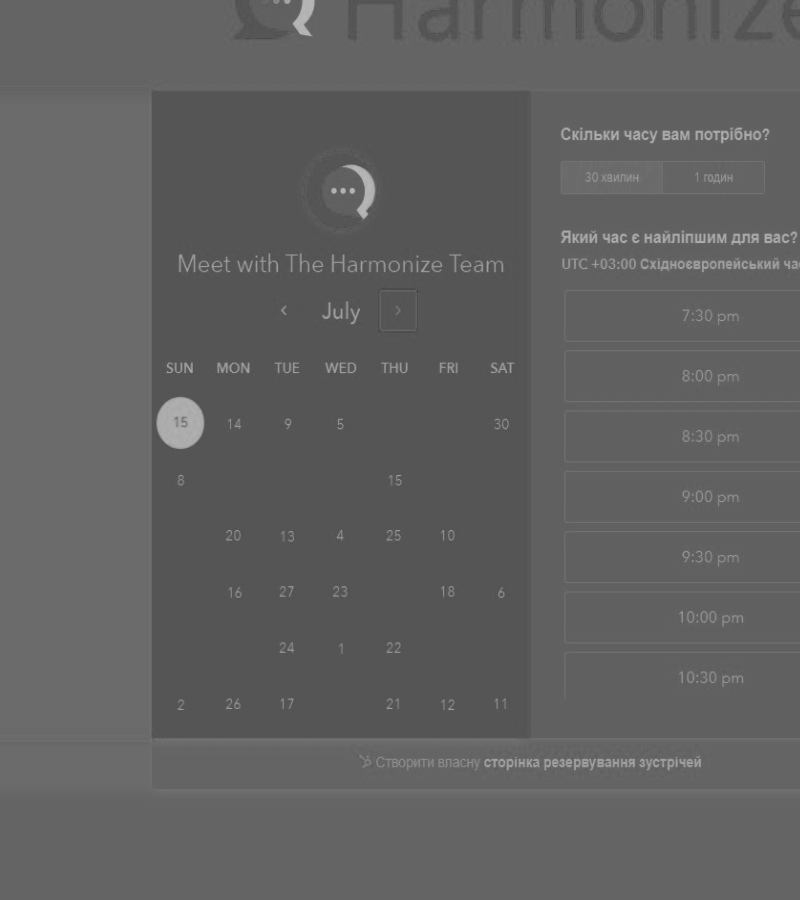 Harmonize
Meet with The Harmonize Team
July
SUN MON TUE WED THU FRI SAT
15 14 9 5 30
8 15
20 13 4 25 10
16 27 23 18 6
24 1 22
2 26 17 21 12 11
Скільки часу вам потрібно?
30 хвилин 1 годин
Який час є найліпшим для вас?
UTC +03:00 Східноєвропейський ча
7:30 pm
8:00 pm
8:30 pm
9:00 pm
9:30 pm
10:00 pm
10:30 pm
Створити власну сторінка резервування зустрічей